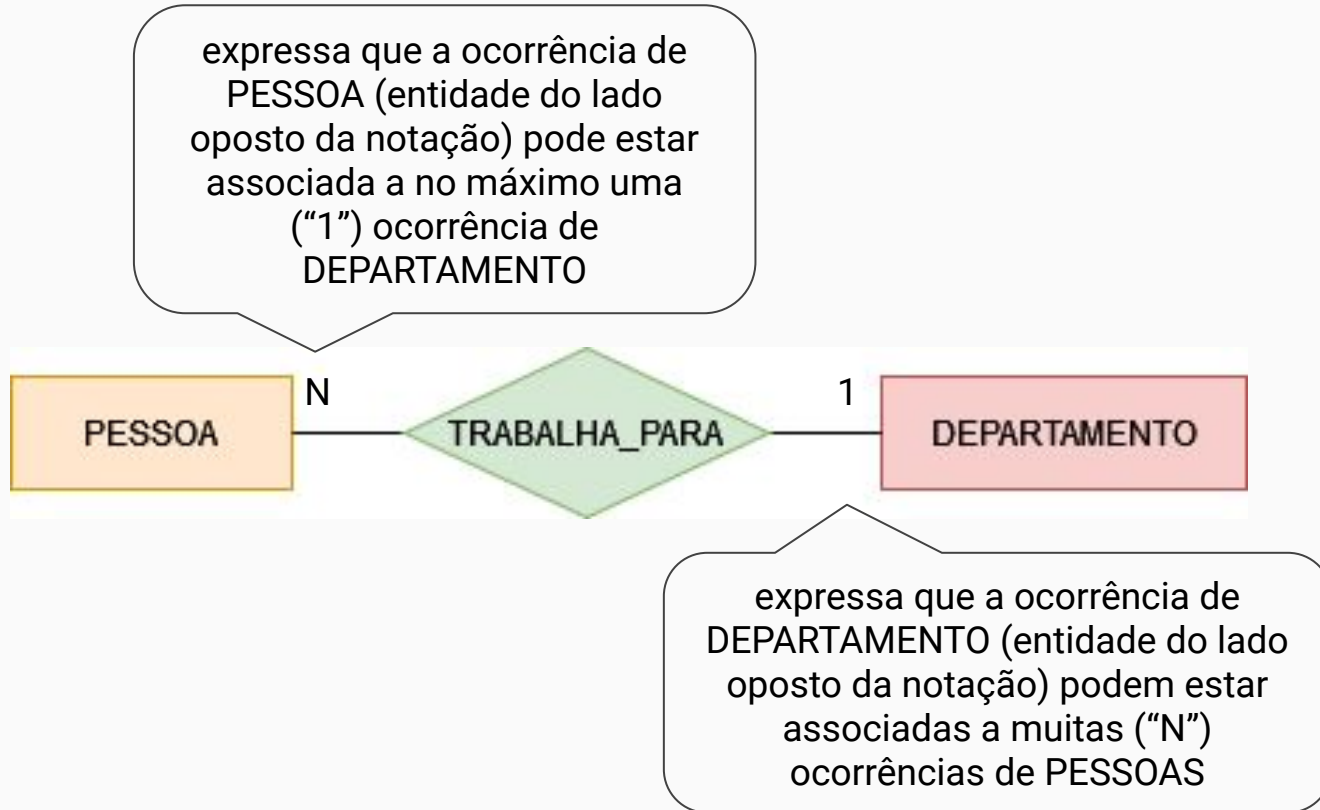 expressa que a ocorrência de
PESSOA (entidade do lado
oposto da notação) pode estar
associada a no máximo uma
(“1”) ocorrência de
DEPARTAMENTO
N
1
PESSOA
TRABALHA_PARA
DEPARTAMENTO
expressa que a ocorrência de
DEPARTAMENTO (entidade do lado
oposto da notação) podem estar
associadas a muitas (“N”)
ocorrências de PESSOAS